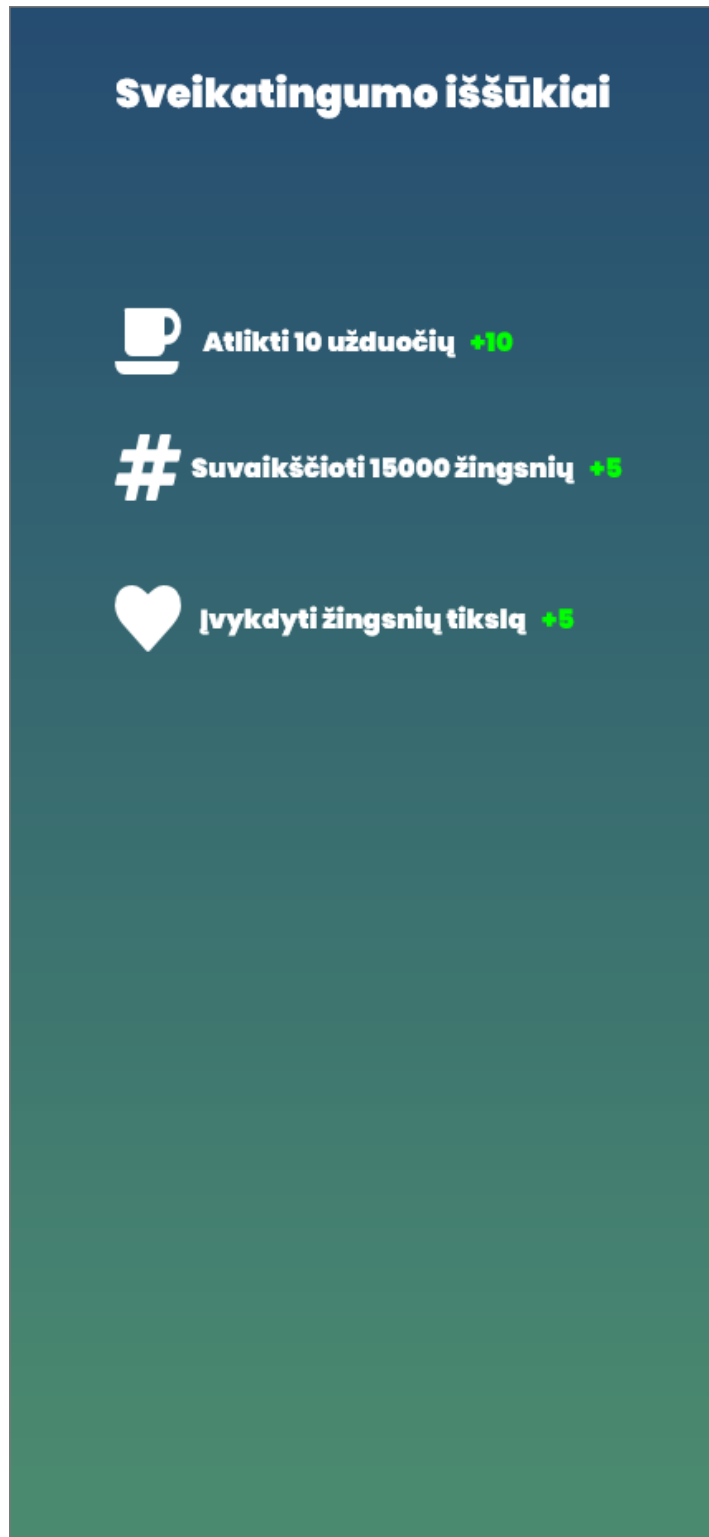 Sveikatingumo iššūkiai
Atlikti 10 užduočių +10
Suvaikščioti 15000 žingsnių +5
Įvykdyti žingsnių tikslą +5